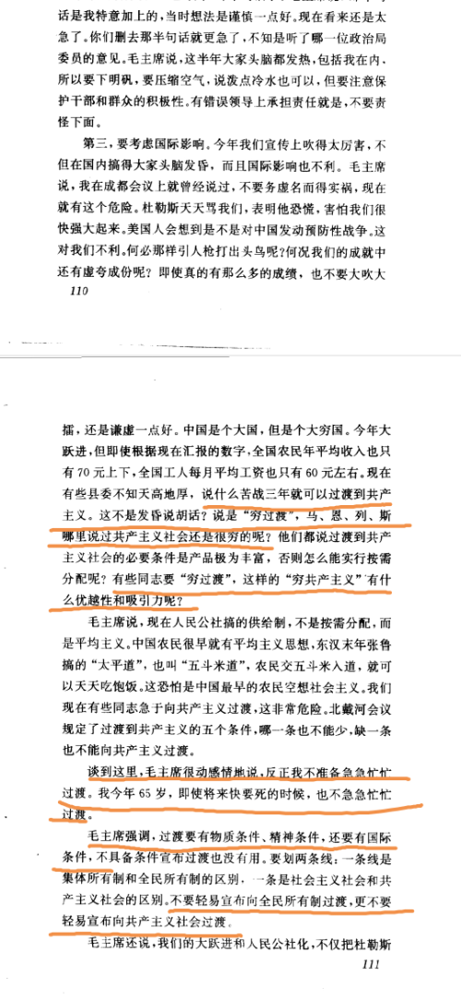 话是我特意加上的，当时想法是谨慎一点好。现在看来还是太
急了。你们删去那半句话就更急了，不知是听了哪一位政治局
委员的意见。毛主席说，这半年大家头脑都发热，包括我在内，
所以要下明矾，要压缩空气，说泼点冷水也可以，但要注意保
护干部和群众的积极性。有错误领导上承担责任就是，不要责
怪下面。
第三，要考虑国际影响。今年我们宣传上吹得太厉害，不
但在国内搞得大家头脑发昏，而且国际影响也不利。毛主席
说，我在成都会议上就曾经说过，不要务虚名而得实祸，现在
就有这个危险。杜勒斯天天骂我们，表明他恐慌，害怕我们很
快强大起来。美国人会想到是不是对中国发动预防性战争。这
对我们不利。何必那样引人枪打出头鸟呢？何况我们的成就中
还有虚夸成份呢？即使真的有那么多的成绩，也不要大吹大
110
擂，还是谦虚一点好。中国是个大国，但是个大穷国。今年大
跃进，但即使根据现在汇报的数字，全国农民年平均收入也只
有70元上下，全国工人每月平均工资也只有60元左右。现在
有些县委不知天高地厚，说什么苦战三年就可以过渡到共产
主义。这不是发昏说胡话？说是“穷过渡”，马、恩、列、斯
哪里说过共产主义社会还是很穷的呢？他们都说过渡到共产
主义社会的必要条件是产品极为丰富，否则怎么能实行按需
分配呢？有些同志要“穷过渡”，这样的“穷共产主义”有什
么优越性和吸引力呢？
毛主席说，现在人民公社搞的供给制，不是按需分配，而
是平均主义。中国农民很早就有平均主义思想，东汉末年张鲁
搞的“太平道”，也叫“五斗米道”，农民交五斗米入道，就可
以天天吃饱饭。这恐怕是中国最早的农民空想社会主义。我们
现在有些同志急于向共产主义过渡，这非常危险。北戴河会议
规定了过渡到共产主义的五个条件，哪一条也不能少，缺一条
也不能向共产主义过渡。
谈到这里，毛主席很动感情地说，反正我不准备急急忙忙
过渡。我今年65岁，即使将来快要死的时候，也不急急忙忙
过渡。
毛主席强调，过渡要有物质条件、精神条件，还要有国际
条件，不具备条件宣布过渡也没有用。要划两条线：一条线是
集体所有制和全民所有制的区别，一条是社会主义社会和共
产主义社会的区别。不要轻易宣布向全民所有制过渡，更不要
轻易宣布向共产主义社会过渡。
毛主席还说，我们的大跃进和人民公社化，不仅把杜勒斯
111